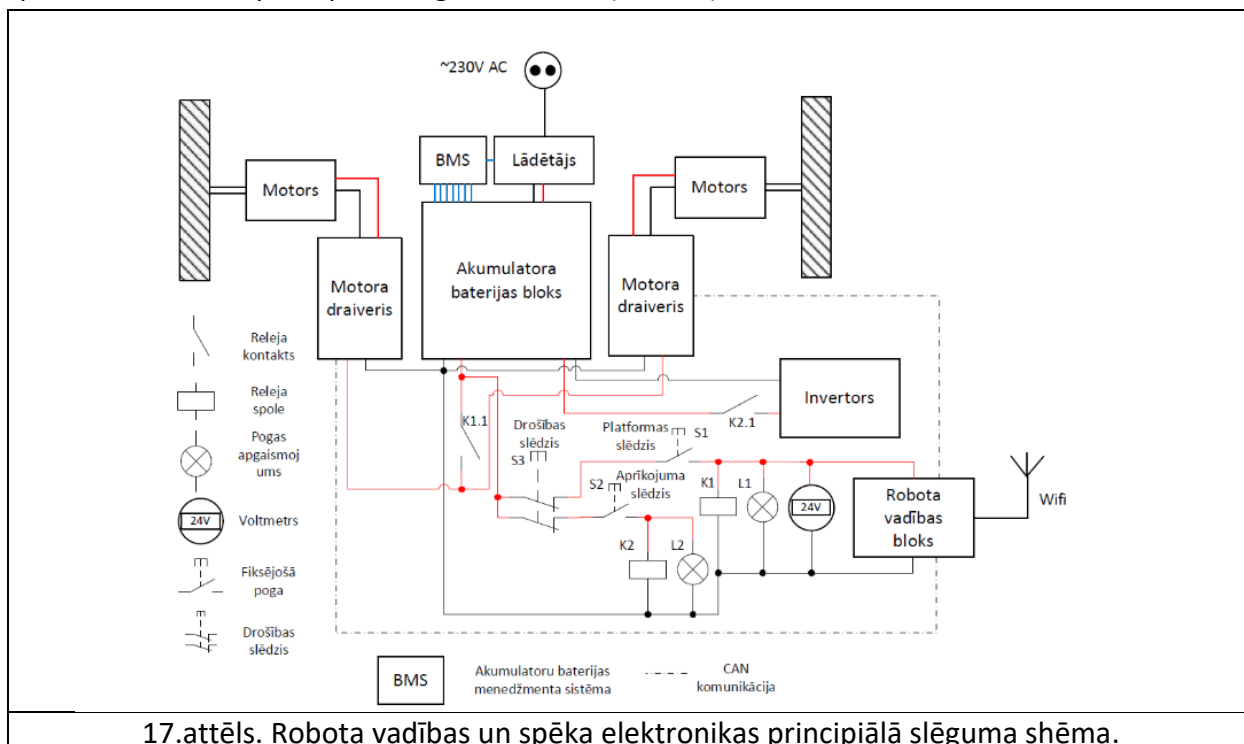 ~230V AC
BMS
Lādētājs
Motors
Motors
Motora
draiveris
Akumulatora
baterijas bloks
Motora
draiveris
Releja
kontakts
Releja
spole
Pogas
apgaismoj
ums
24V
Voltmetrs
Fiksējošā
poga
Drošības
slēdzis
K1.1
Drošības
slēdzis
S3
Platformas
slēdzis
S1
K2.1
Invertors
S2
Aprīkojuma
slēdzis
K1
L1
24V
Robota
vadības
bloks
Wifi
K2
L2
BMS
Akumulatoru baterijas
menedžmenta sistēma
CAN
komunikācija
17.attēls. Robota vadības un spēka elektronikas principiālā slēguma shēma.